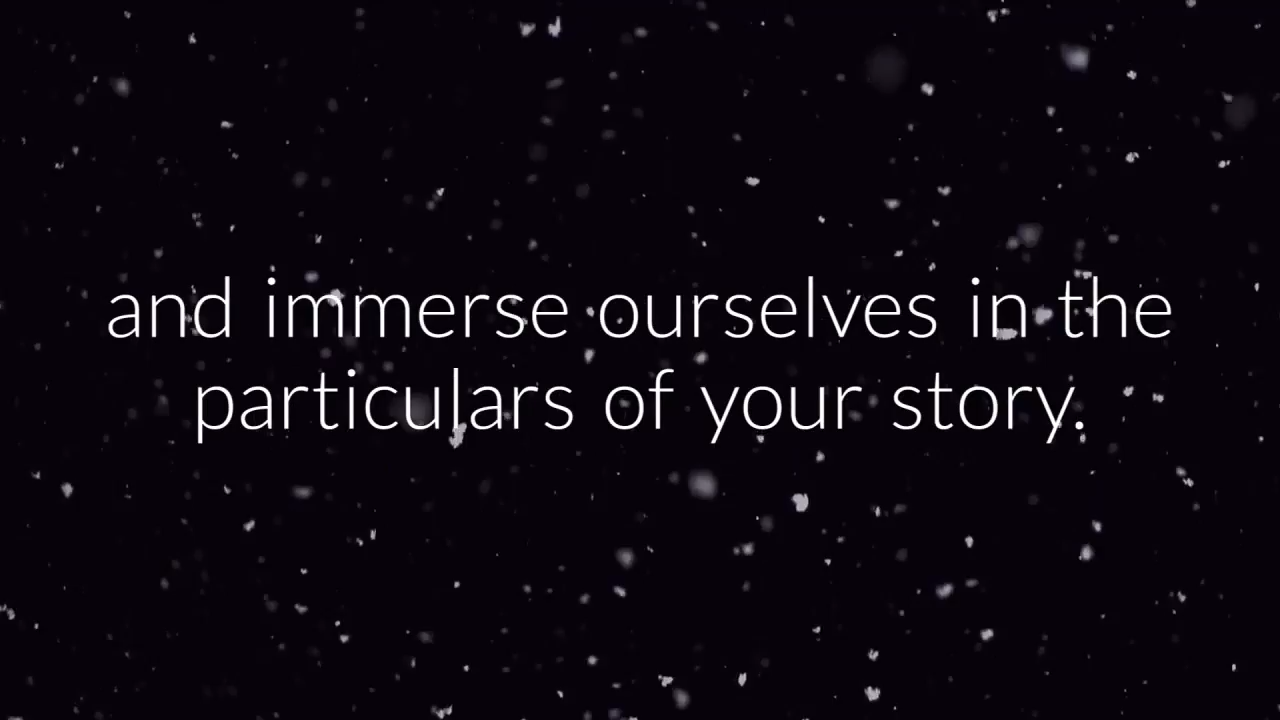 and immerse ourselves in the
particulars of your story.